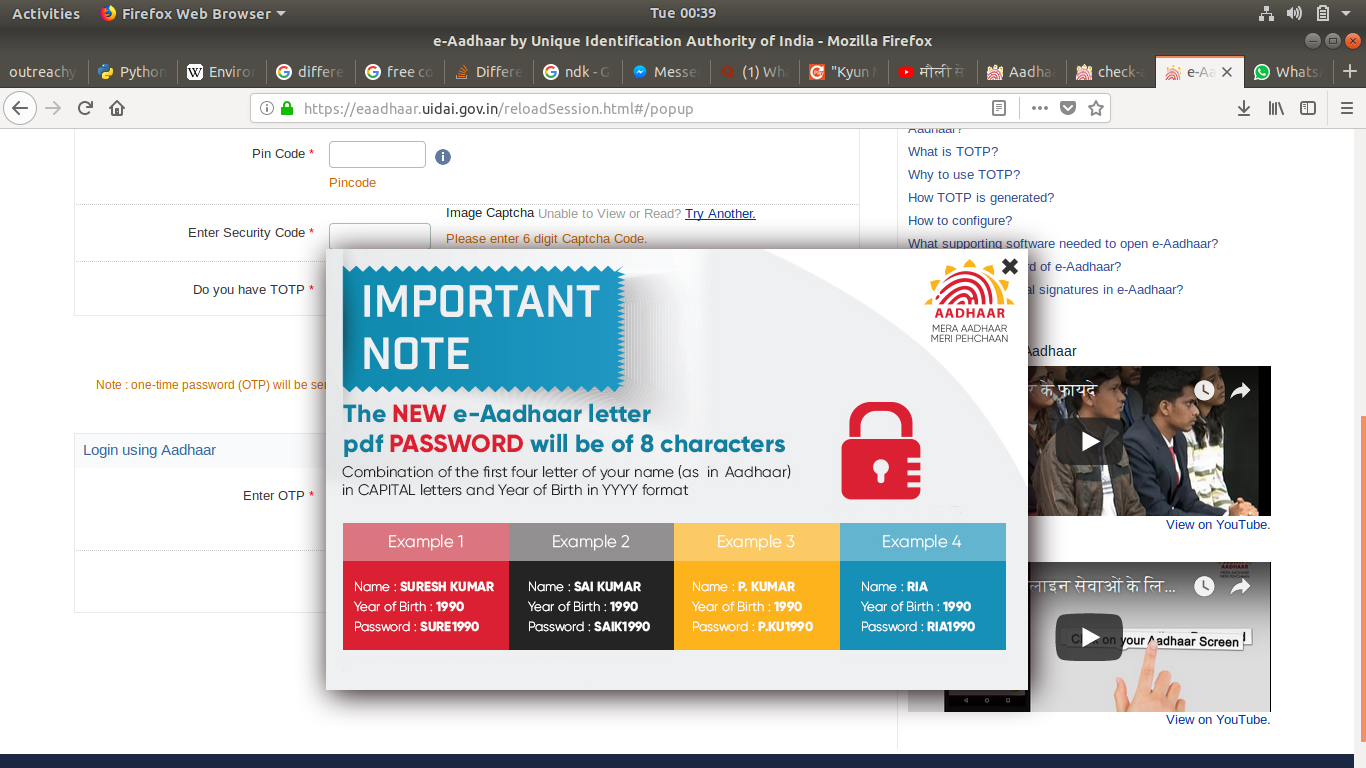 Activities
Firefox Web Browser
Tue 00:39
e-Aadhaar by Unique Identification Authority of India - Mozilla Firefox
outreachy
Python
Enviro
differe
free co
Differe
ndk - G
Messe
(1) Wha
"Kyun
मौली से
Aadha
check-a
e-Aa
Whats
https://eaadhaar.uidai.gov.in/reloadSession.html#/popup
Pin Code *
Pincode
Enter Security Code *
Image Captcha Unable to View or Read? Try Another.
Please enter 6 digit Captcha Code.
Do you have TOTP *
Note : one-time password (OTP) will be ser
Login using Aadhaar
Enter OTP *
Aadhaar?
What is TOTP?
Why to use TOTP?
How TOTP is generated?
How to configure?
What supporting software needed to open e-Aadhaar?
rd of e-Aadhaar?
al signatures in e-Aadhaar?
Aadhaar
र के फ़ायदे
View on YouTube.
लाइन सेवाओं के लि...
Click on your Aadhaar Screen
View on YouTube.
IMPORTANT
NOTE
AADHAAR
MERA AADHAAR
MERI PEHCHAAN
The NEW e-Aadhaar letter
pdf PASSWORD will be of 8 characters
Combination of the first four letter of your name (as in Aadhaar)
in CAPITAL letters and Year of Birth in YYYY format
Example 1
Name : SURESH KUMAR
Year of Birth : 1990
Password : SURE1990
Example 2
Name : SAI KUMAR
Year of Birth : 1990
Password : SAIK1990
Example 3
Name : P. KUMAR
Year of Birth : 1990
Password : P.KU1990
Example 4
Name : RIA
Year of Birth : 1990
Password : RIA1990